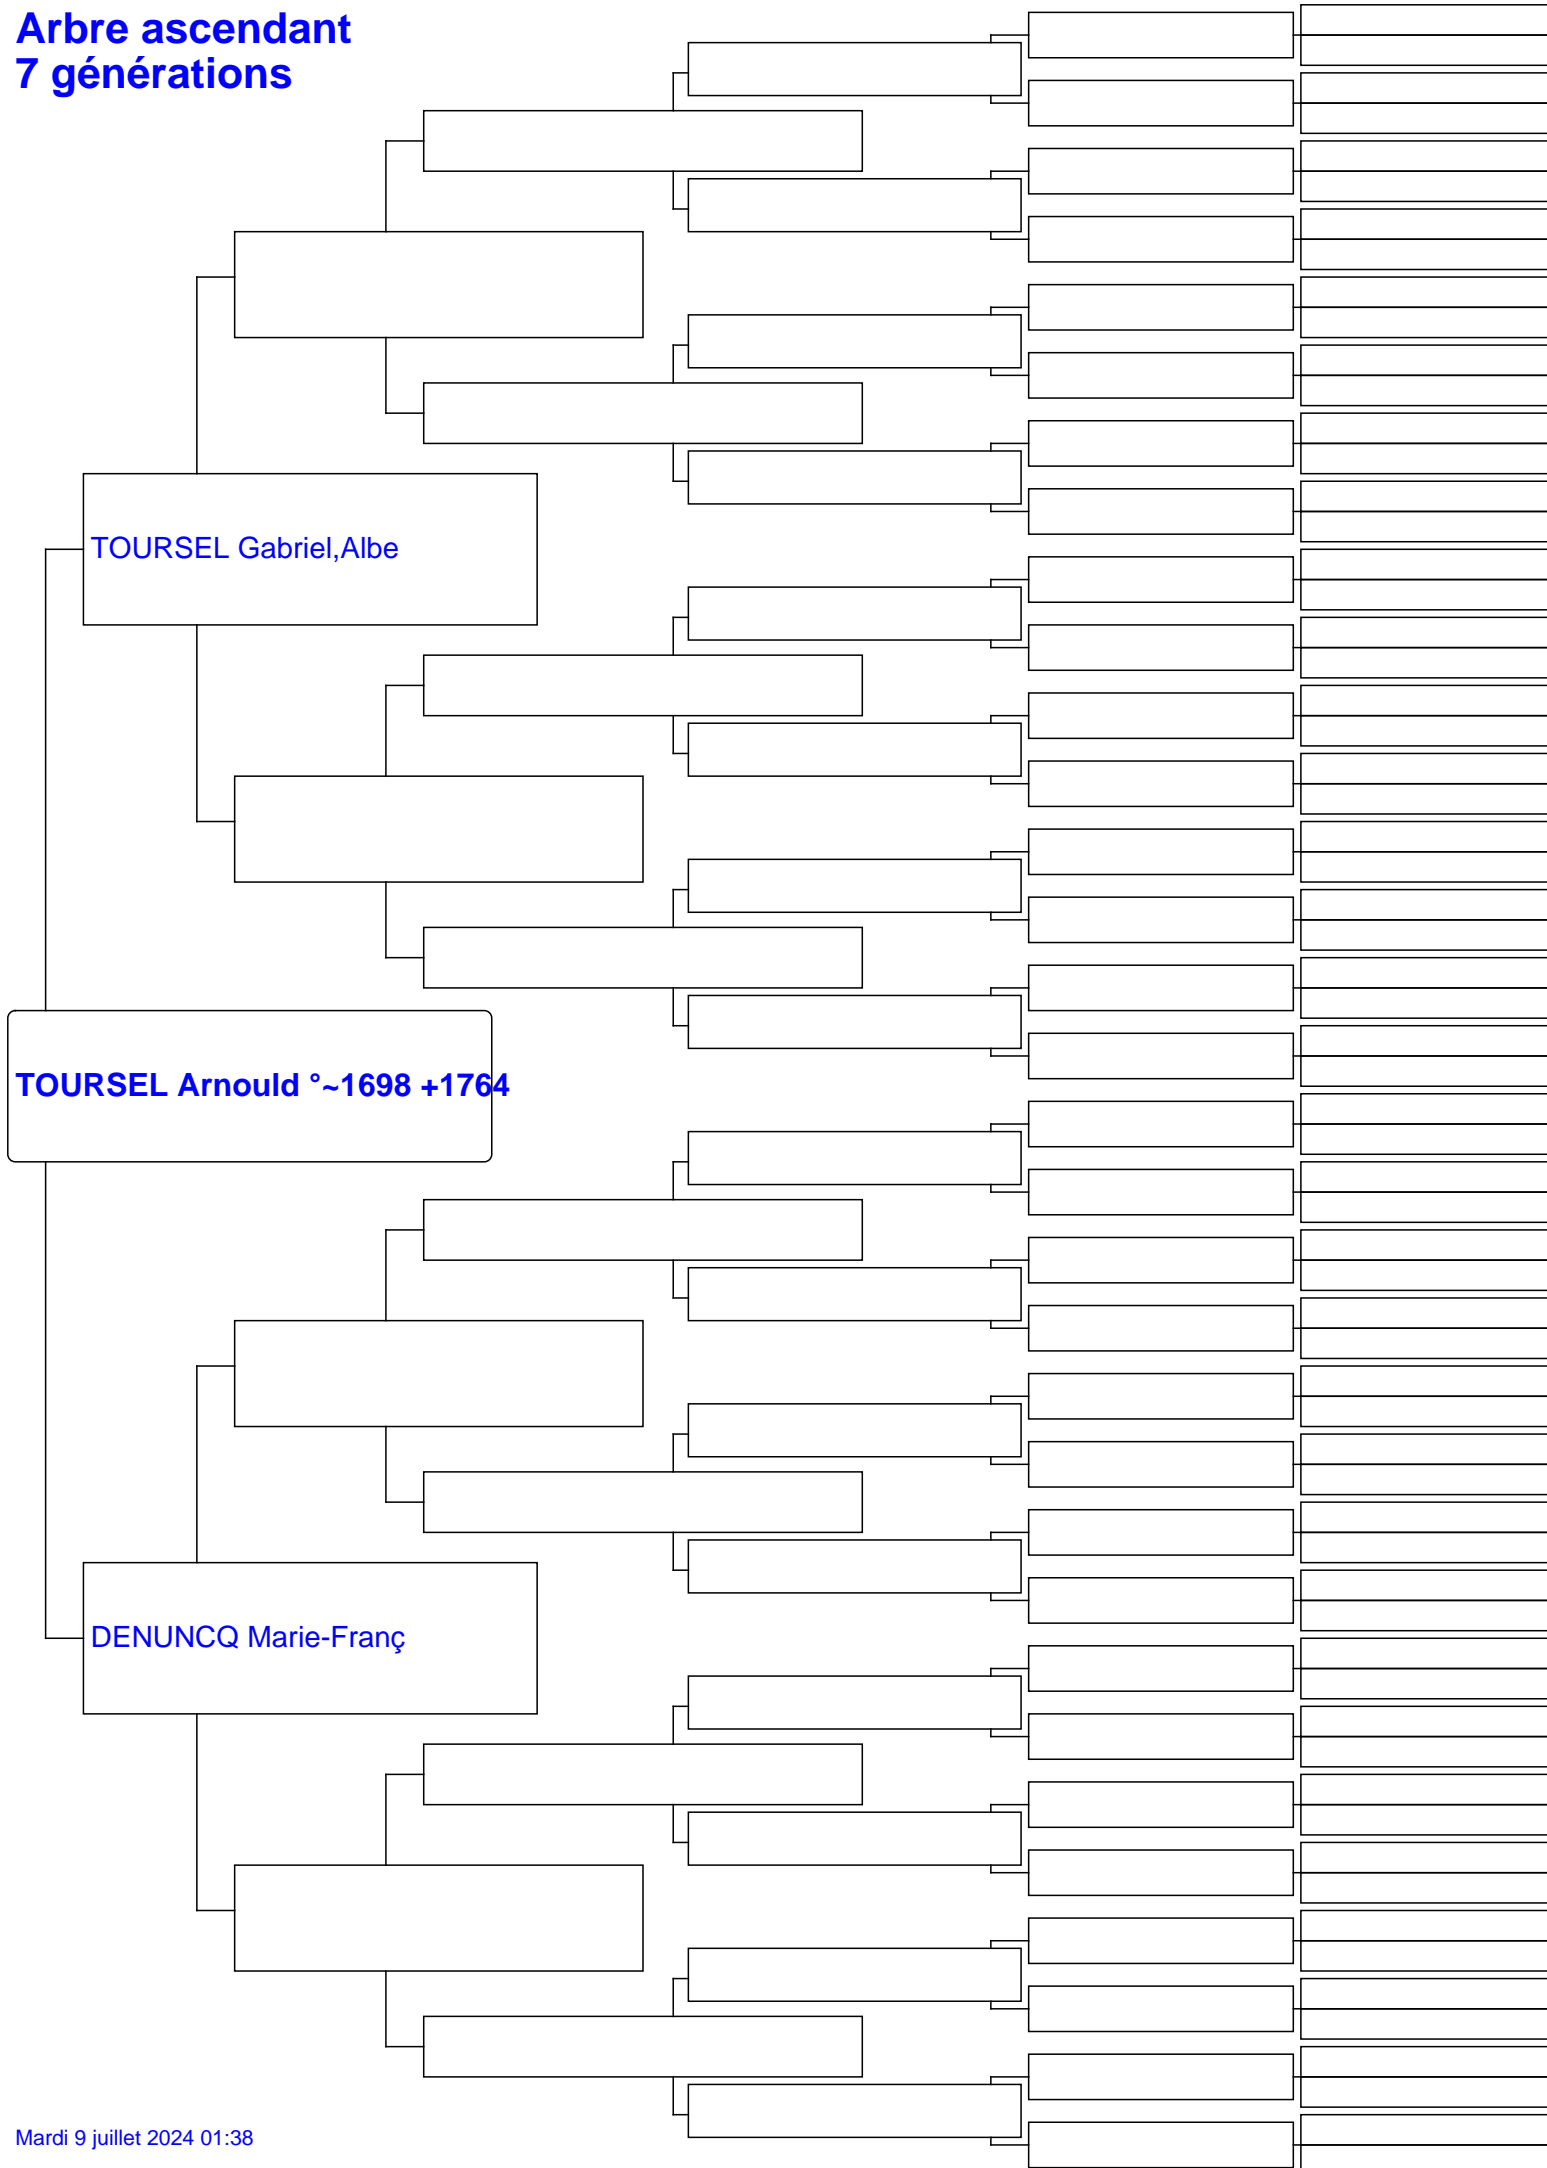 Arbre ascendant
7 générations
TOURSEL Gabriel,Albe
TOURSEL Arnould °~1698 +1764
DENUNCQ Marie-Franç
Mardi 9 juillet 2024 01:38